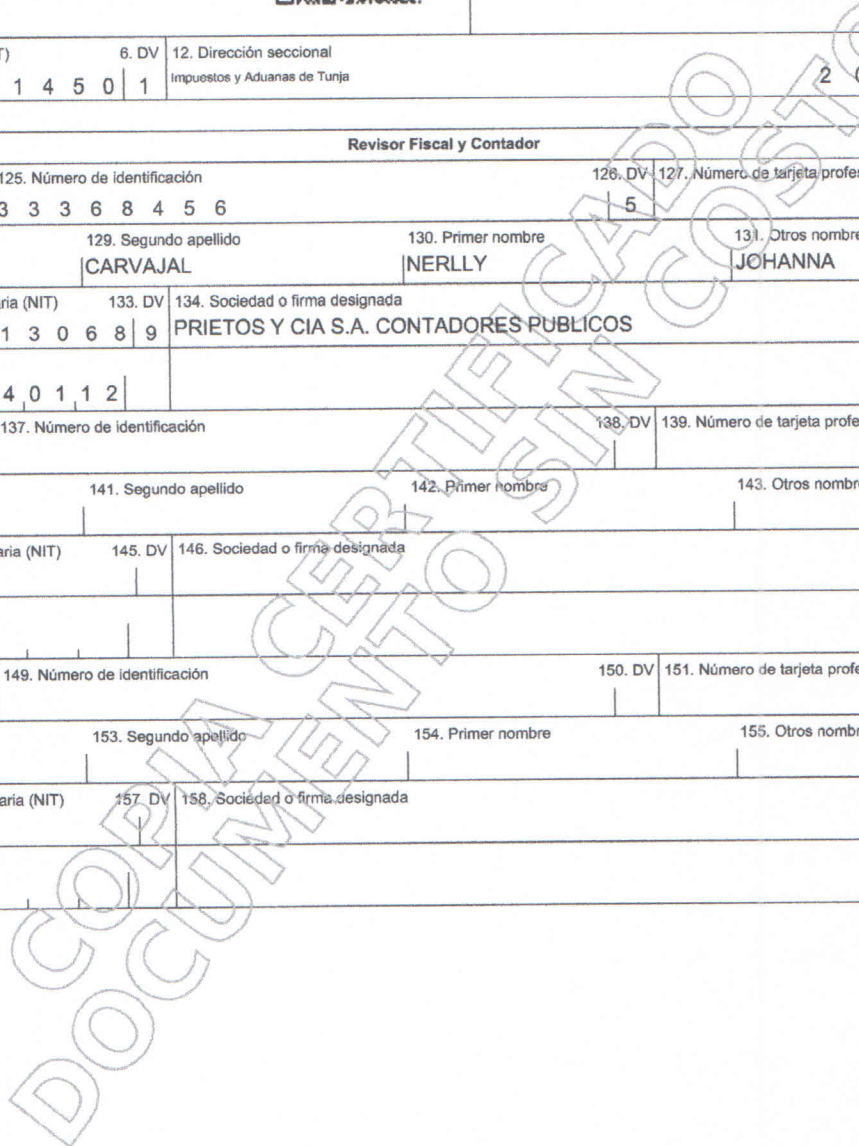 T) 6. DV 12. Dirección seccional
1 4 5 0 1 Impuestos y Aduanas de Tunja 2
Revisor Fiscal y Contador
125. Número de identificación 126. DV 127. Número de tarjeta profes
3 3 3 6 8 4 5 6 5
129. Segundo apellido 130. Primer nombre 131. Otros nombre
CARVAJAL NERLLY JOHANNA
aria (NIT) 133. DV 134. Sociedad o firma designada
1 3 0 6 8 9 PRIETOS Y CIA S.A. CONTADORES PUBLICOS
4 0 1 1 2
137. Número de identificación 138. DV 139. Número de tarjeta profe
141. Segundo apellido 142. Primer nombre 143. Otros nombre
aria (NIT) 145. DV 146. Sociedad o firma designada
149. Número de identificación 150. DV 151. Número de tarjeta profe
153. Segundo apellido 154. Primer nombre 155. Otros nombr
aria (NIT) 157. DV 158. Sociedad o firma designada
COPIA CERTIFICADO
DOCUMENTO SIN COSTO